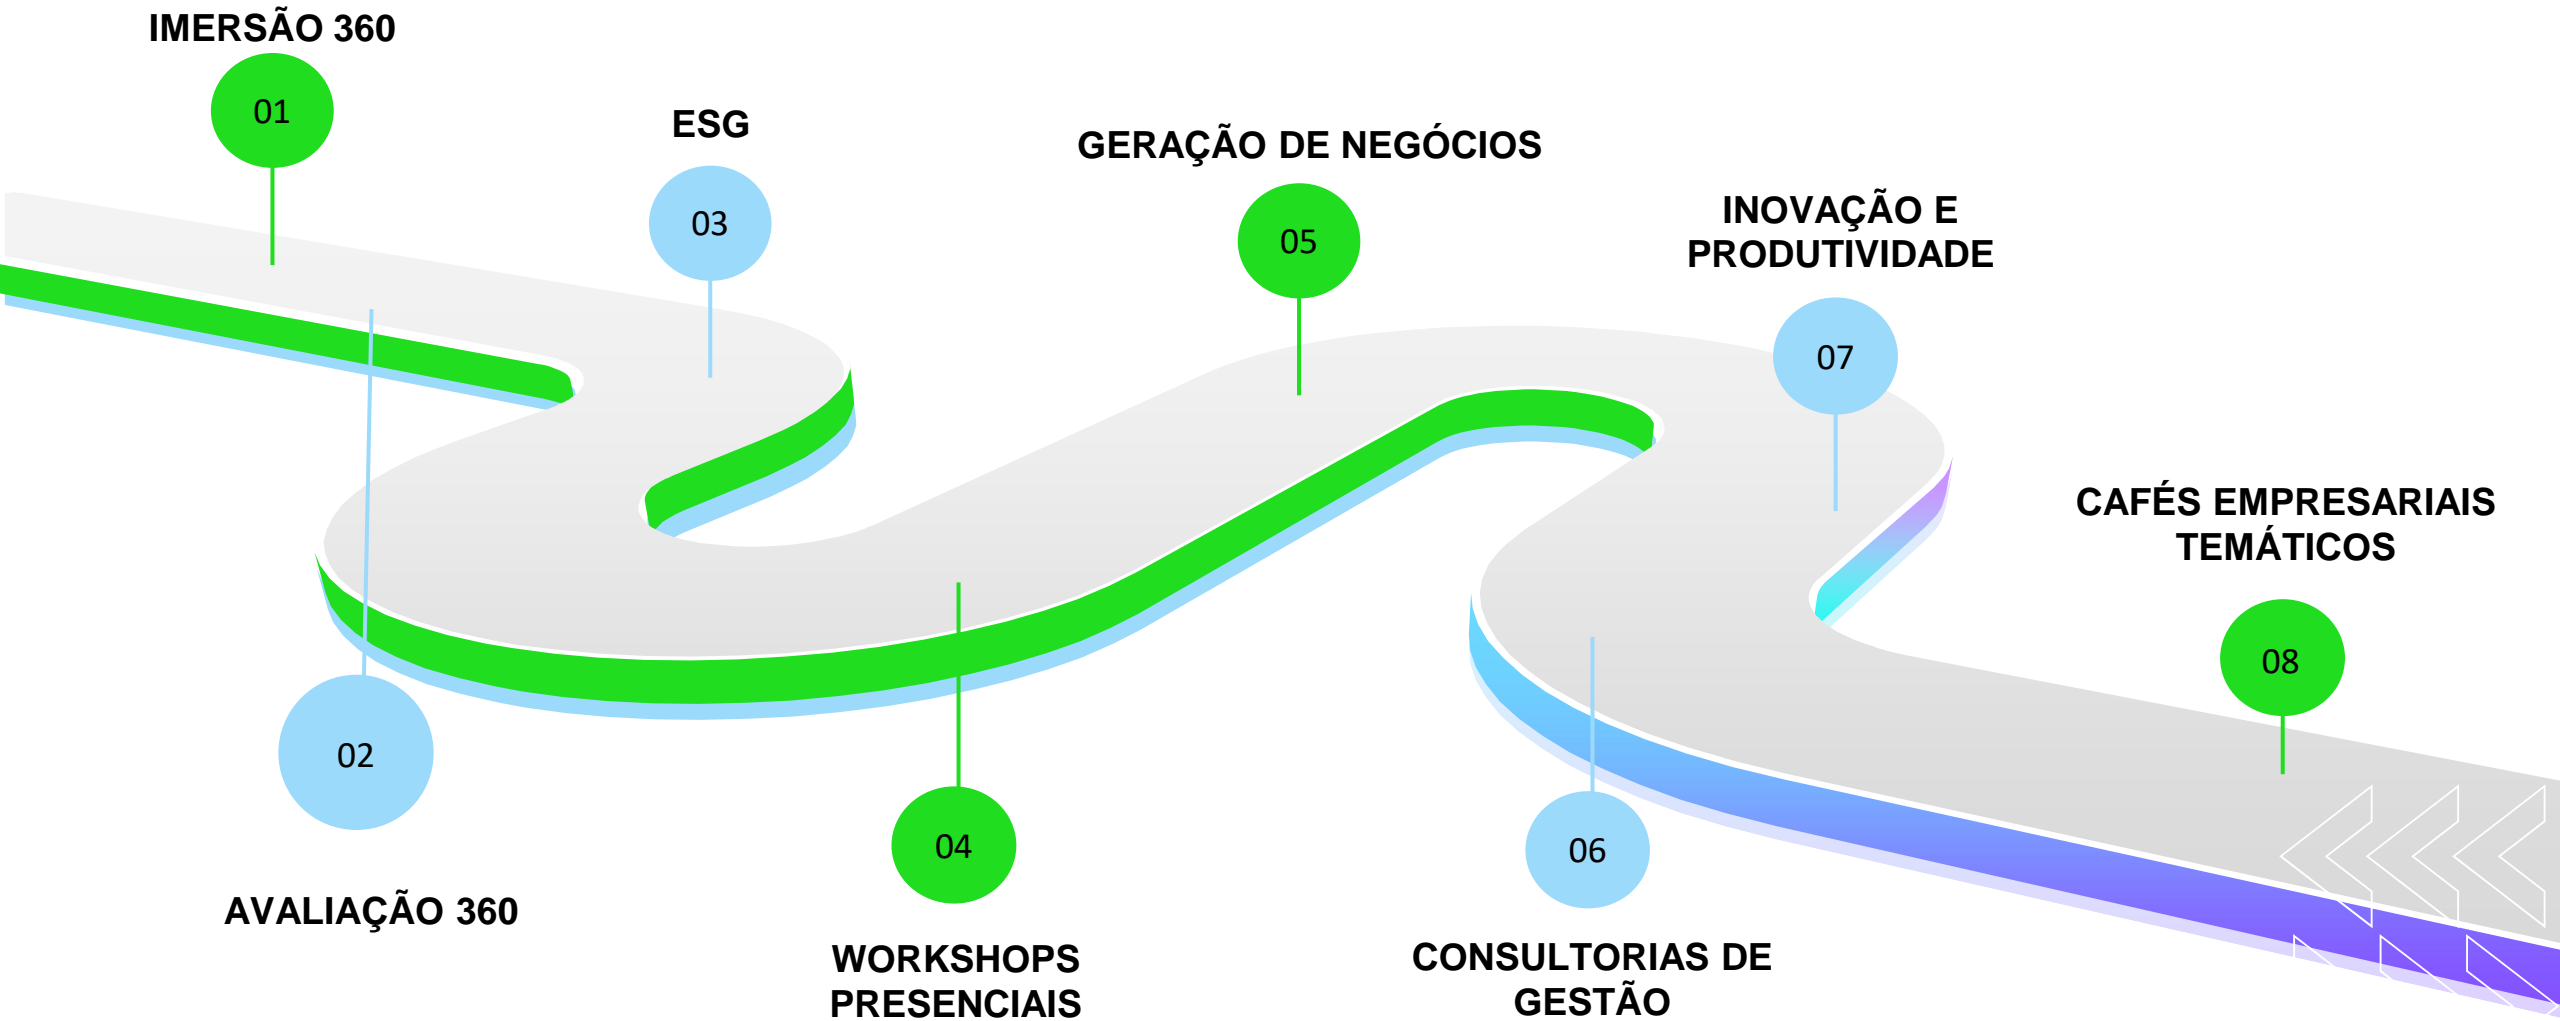 IMERSÃO 360
01
02
AVALIAÇÃO 360
ESG
03
04
WORKSHOPS
PRESENCIAIS
GERAÇÃO DE NEGÓCIOS
05
06
CONSULTORIAS DE
GESTÃO
INOVAÇÃO E
PRODUTIVIDADE
07
CAFÉS EMPRESARIAIS
TEMÁTICOS
08